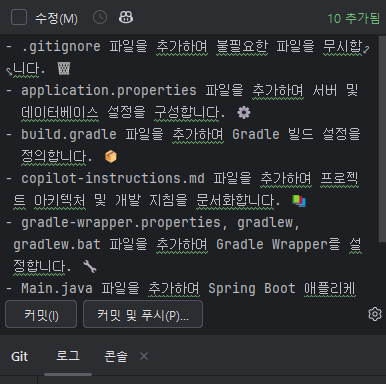 수정(M) 10 추가됨
- .gitignore 파일을 추가하여 불필요한 파일을 무시합
니다. 🗑️
- application.properties 파일을 추가하여 서버 및
데이터베이스 설정을 구성합니다. ⚙️
- build.gradle 파일을 추가하여 Gradle 빌드 설정을
정의합니다. 📦
- copilot-instructions.md 파일을 추가하여 프로젝
트 아키텍처 및 개발 지침을 문서화합니다. 📚
- gradle-wrapper.properties, gradlew,
gradlew.bat 파일을 추가하여 Gradle Wrapper를 설
정합니다. 🔧
- Main.java 파일을 추가하여 Spring Boot 애플리케
커밋(I) 커밋 및 푸시(P)...
Git 로그 콘솔